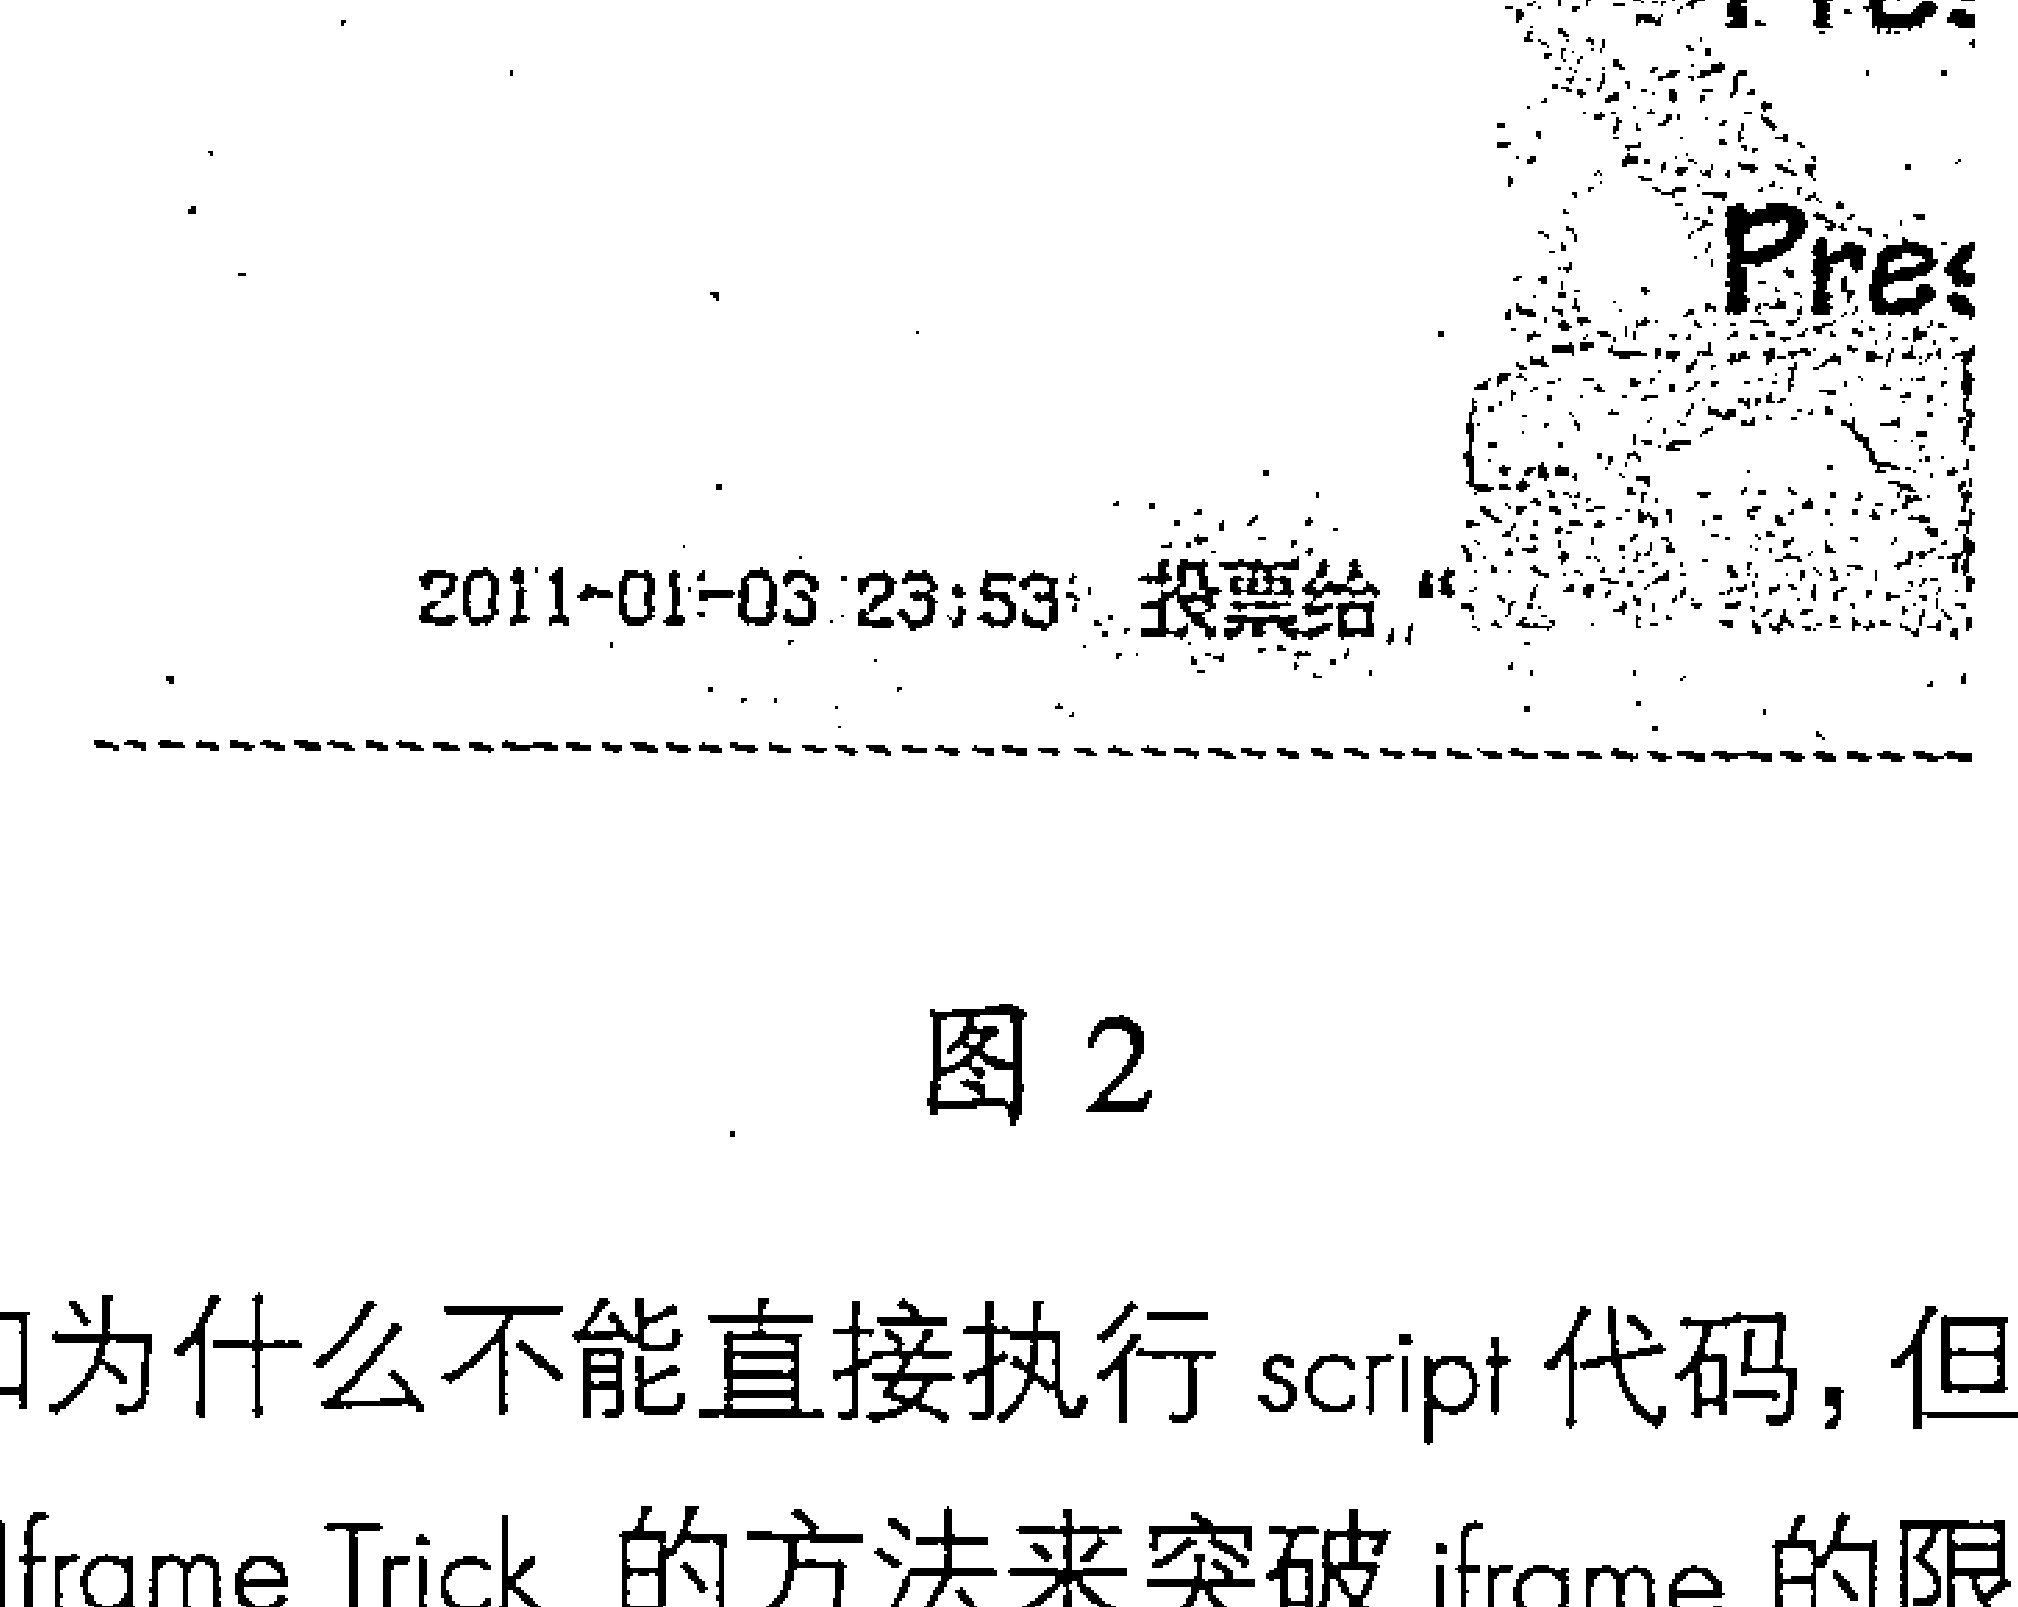 Pres
2011-01-03 23:53 投票给 “
图 2
为什么不能直接执行 script 代码，但
Iframe Trick 的方法来突破 iframe 的限